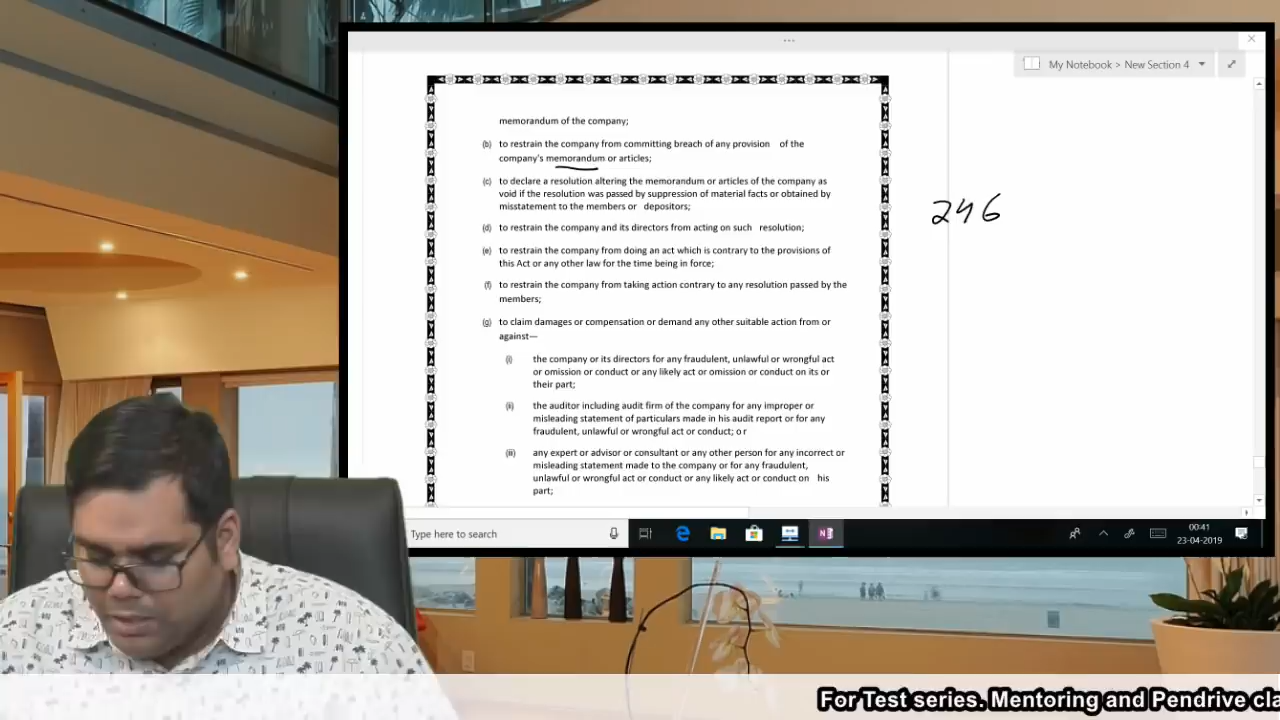 My Notebook > New Section 4
memorandum of the company;
(b) to restrain the company from committing breach of any provision of the
company's memorandum or articles;
(c) to declare a resolution altering the memorandum or articles of the company as
void if the resolution was passed by suppression of material facts or obtained by
misstatement to the members or depositors;
246
(d) to restrain the company and its directors from acting on such resolution;
(e) to restrain the company from doing an act which is contrary to the provisions of
this Act or any other law for the time being in force;
(f) to restrain the company from taking action contrary to any resolution passed by the
members;
(g) to claim damages or compensation or demand any other suitable action from or
against—
(i) the company or its directors for any fraudulent, unlawful or wrongful act
or omission or conduct or any likely act or omission or conduct on its or
their part;
(ii) the auditor including audit firm of the company for any improper or
misleading statement of particulars made in his audit report or for any
fraudulent, unlawful or wrongful act or conduct; o r
(iii) any expert or advisor or consultant or any other person for any incorrect or
misleading statement made to the company or for any fraudulent,
unlawful or wrongful act or conduct or any likely act or conduct on his
part;
Type here to search
00:41
23-04-2019
For Test series. Mentoring and Pendrive cla